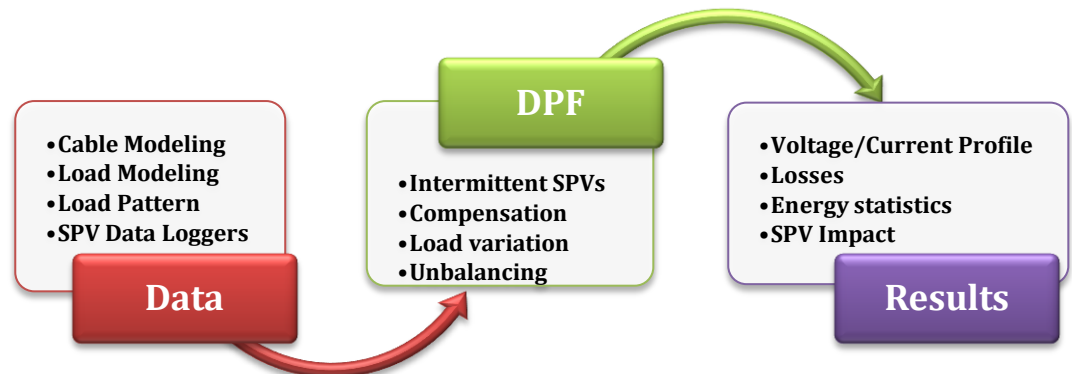 •Cable Modeling
•Load Modeling
•Load Pattern
•SPV Data Loggers
Data
DPF
•Intermittent SPVs
•Compensation
•Load variation
•Unbalancing
•Voltage/Current Profile
•Losses
•Energy statistics
•SPV Impact
Results